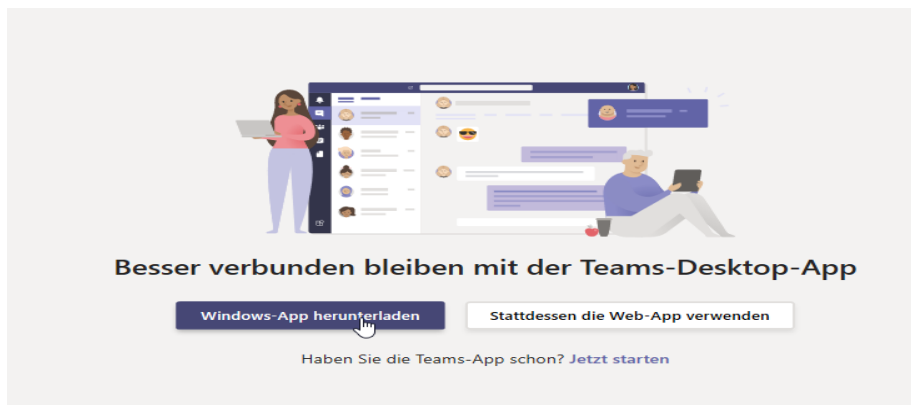 Besser verbunden bleiben mit der Teams-Desktop-App
Windows-App herunterladen
Stattdessen die Web-App verwenden
Haben Sie die Teams-App schon? Jetzt starten